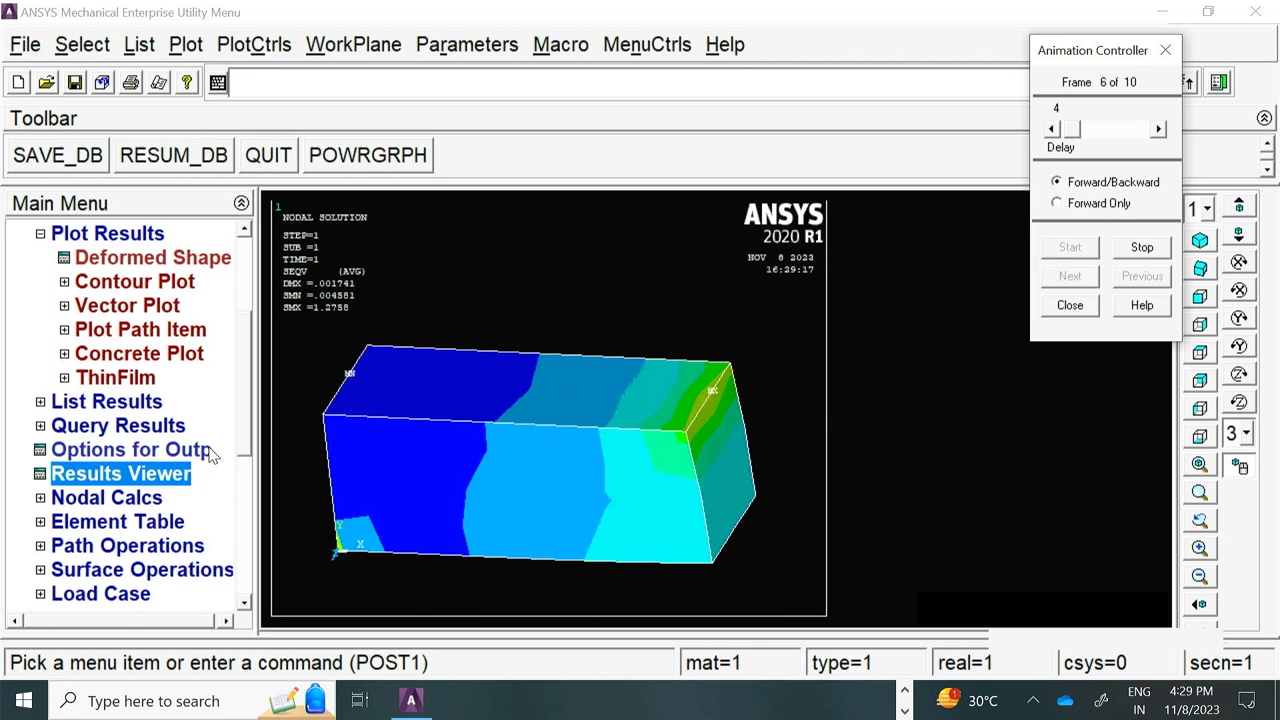 ANSYS Mechanical Enterprise Utility Menu
File Select List Plot PlotCtrls WorkPlane Parameters Macro MenuCtrls Help
Toolbar
SAVE_DB RESUM_DB QUIT POWRGRPH
Main Menu
Plot Results
Deformed Shape
Contour Plot
Vector Plot
Plot Path Item
Concrete Plot
ThinFilm
List Results
Query Results
Options for Outp
Results Viewer
Nodal Calcs
Element Table
Path Operations
Surface Operations
Load Case
1
NODAL SOLUTION
STEP=1
SUB =1
TIME=1
SEQV (AVG)
DMX =.001741
SMN =.004581
SMX =1.2758
ANSYS
2020 R1
NOV 8 2023
16:29:17
MN
MX
Y
X
Z
Animation Controller
Frame 6 of 10
4
Delay
Forward/Backward
Forward Only
Start Stop
Next Previous
Close Help
1
3
Pick a menu item or enter a command (POST1)
mat=1 type=1 real=1 csys=0 secn=1
Type here to search
1
30°C
ENG
IN
4:29 PM
11/8/2023